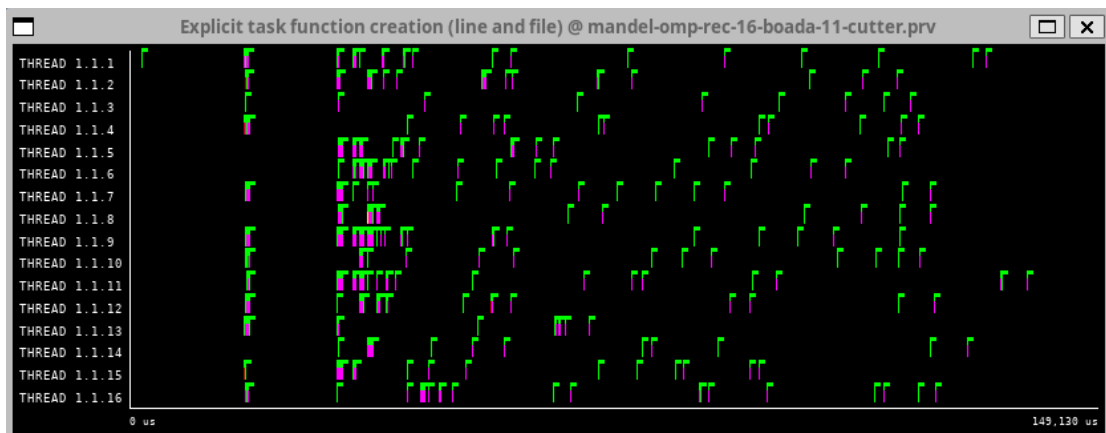 Explicit task function creation (line and file) @ mandel-omp-rec-16-boada-11-cutter.prv
THREAD 1.1.1
THREAD 1.1.2
THREAD 1.1.3
THREAD 1.1.4
THREAD 1.1.5
THREAD 1.1.6
THREAD 1.1.7
THREAD 1.1.8
THREAD 1.1.9
THREAD 1.1.10
THREAD 1.1.11
THREAD 1.1.12
THREAD 1.1.13
THREAD 1.1.14
THREAD 1.1.15
THREAD 1.1.16
0 us 149,130 us